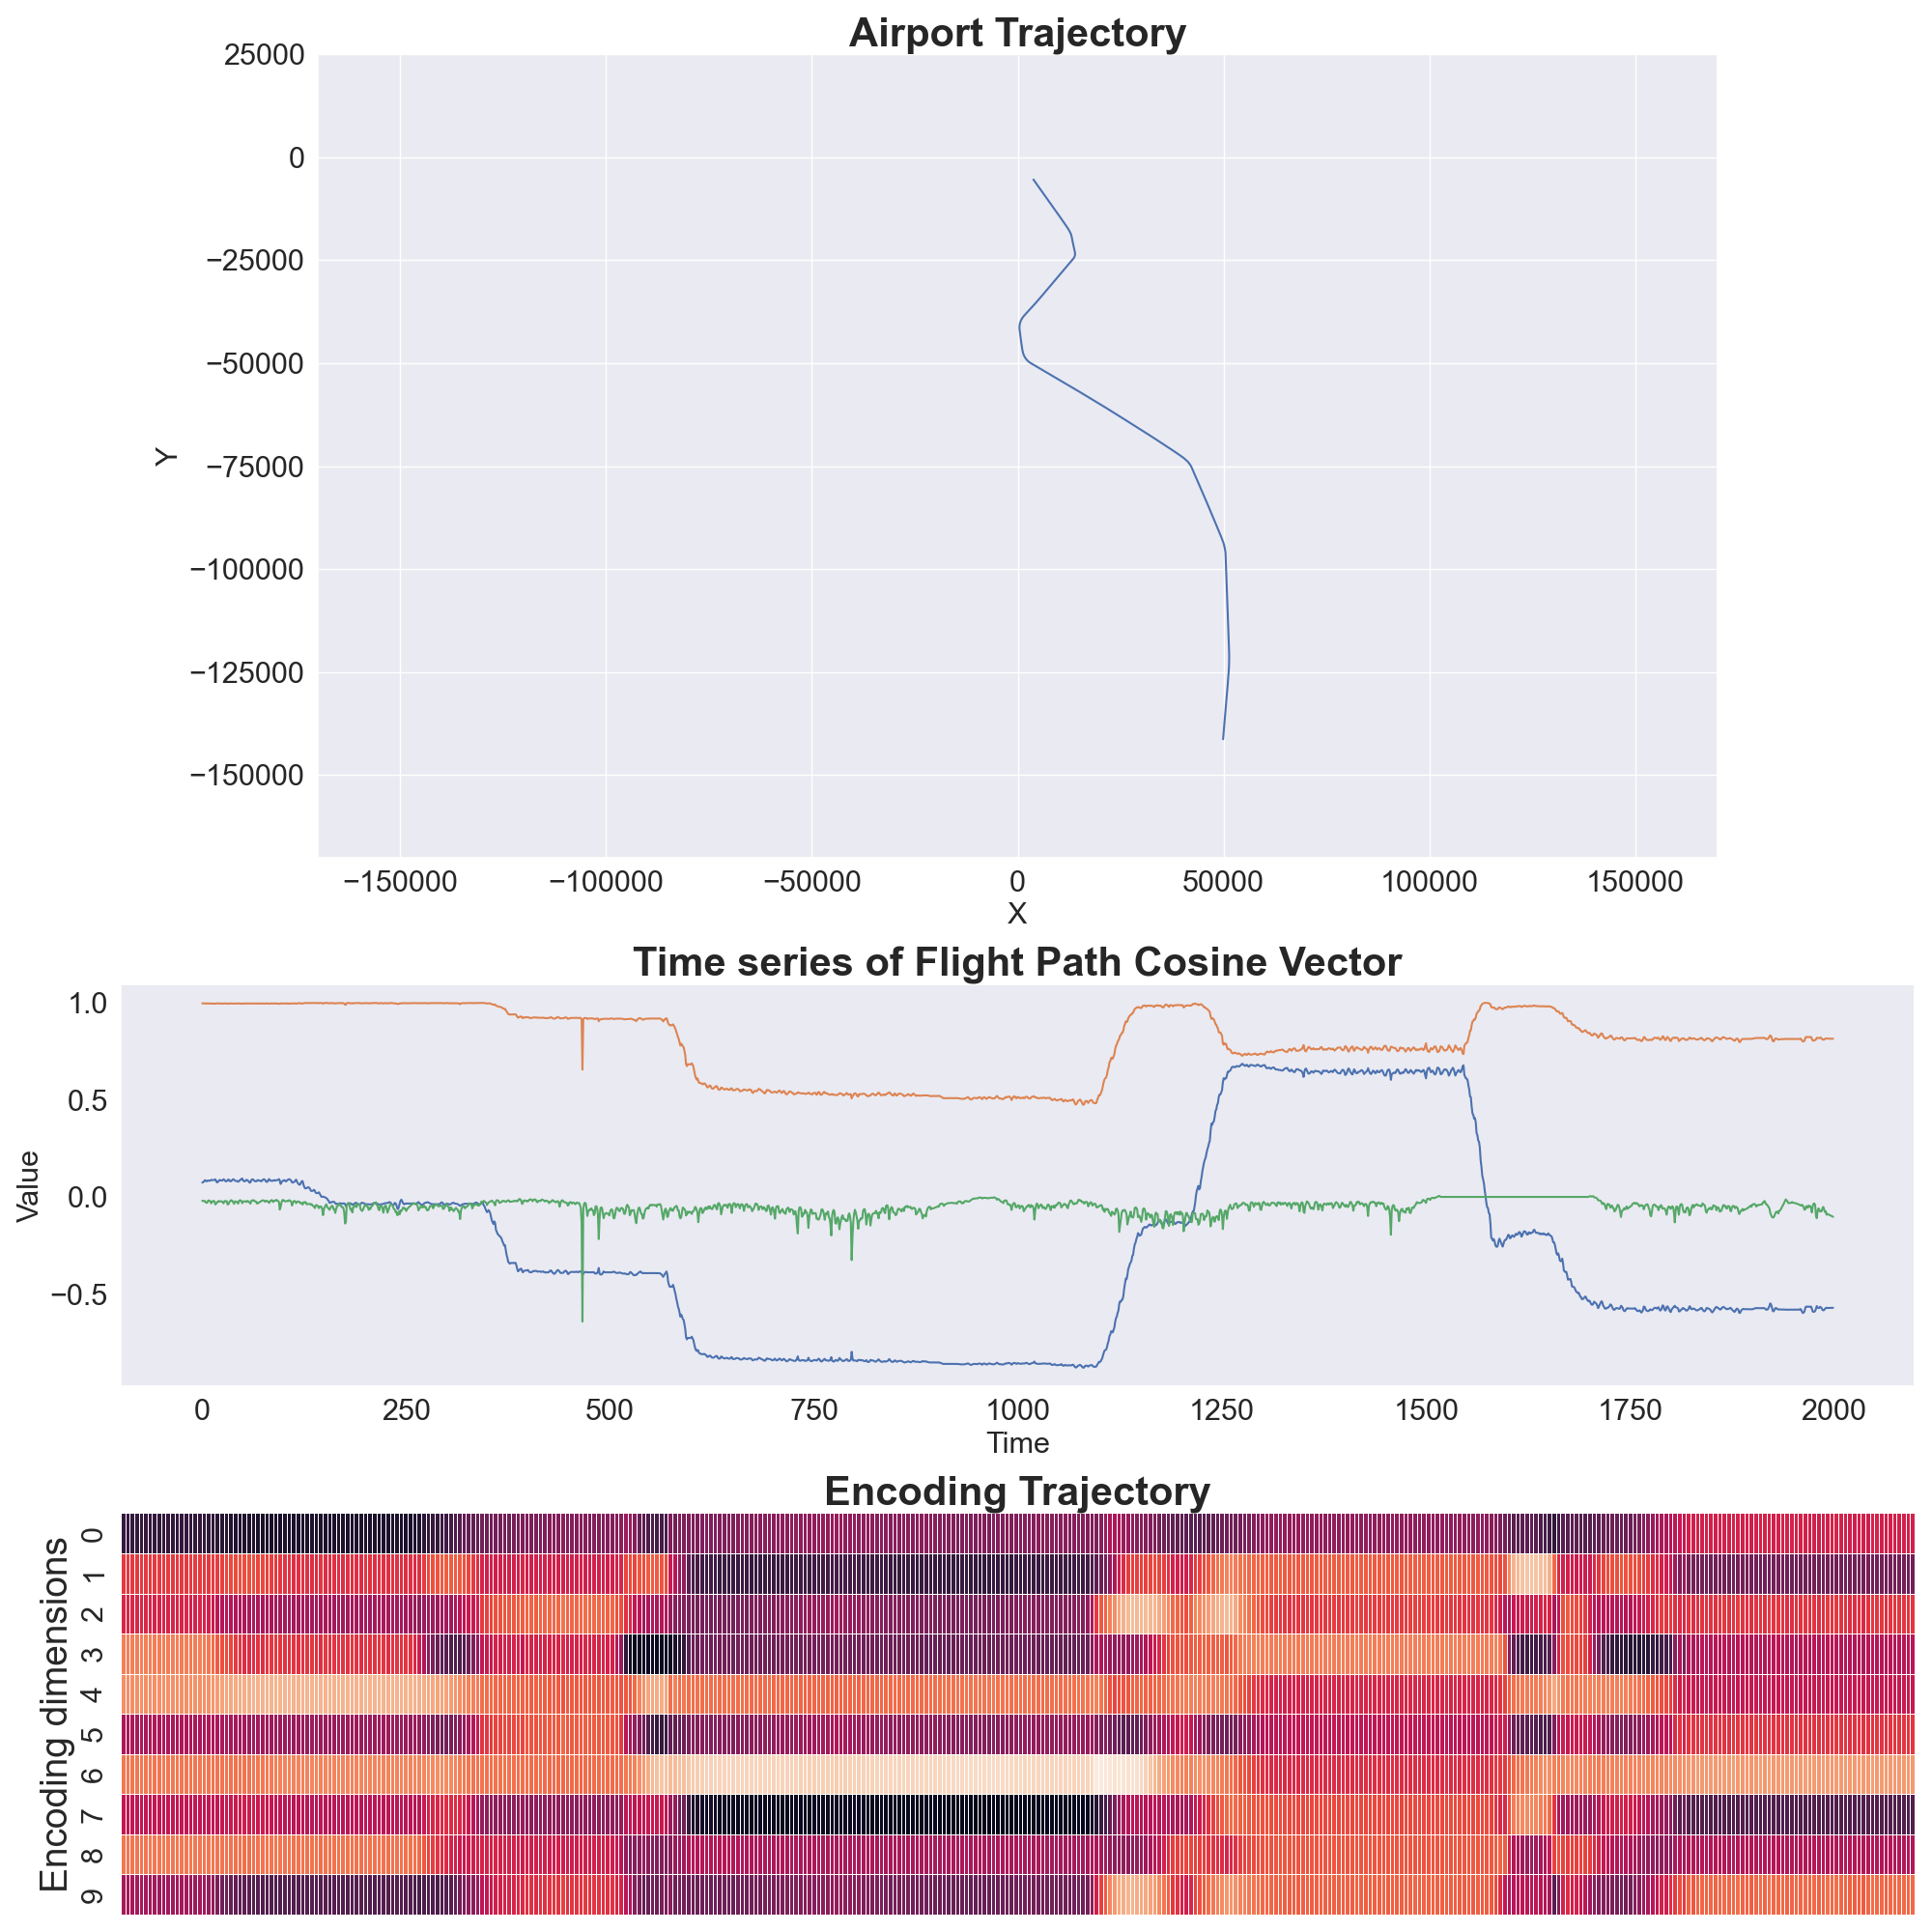 Airport Trajectory
25000
0
−25000
−50000
−75000
−100000
−125000
−150000
Y
−150000 −100000 −50000 0 50000 100000 150000
X
Time series of Flight Path Cosine Vector
1.0
0.5
0.0
−0.5
Value
0 250 500 750 1000 1250 1500 1750 2000
Time
Encoding Trajectory
Encoding dimensions
0
1
2
3
4
5
6
7
8
9